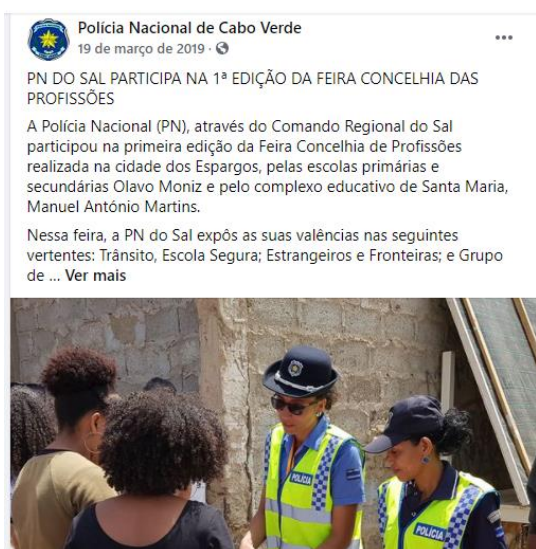 Polícia Nacional de Cabo Verde
19 de março de 2019 ·
PN DO SAL PARTICIPA NA 1ª EDIÇÃO DA FEIRA CONCELHIA DAS
PROFISSÕES
A Polícia Nacional (PN), através do Comando Regional do Sal
participou na primeira edição da Feira Concelhia de Profissões
realizada na cidade dos Espargos, pelas escolas primárias e
secundárias Olavo Moniz e pelo complexo educativo de Santa Maria,
Manuel António Martins.
Nessa feira, a PN do Sal expôs as suas valências nas seguintes
vertentes: Trânsito, Escola Segura; Estrangeiros e Fronteiras; e Grupo
de ... Ver mais
POLÍCIA
POLÍCIA